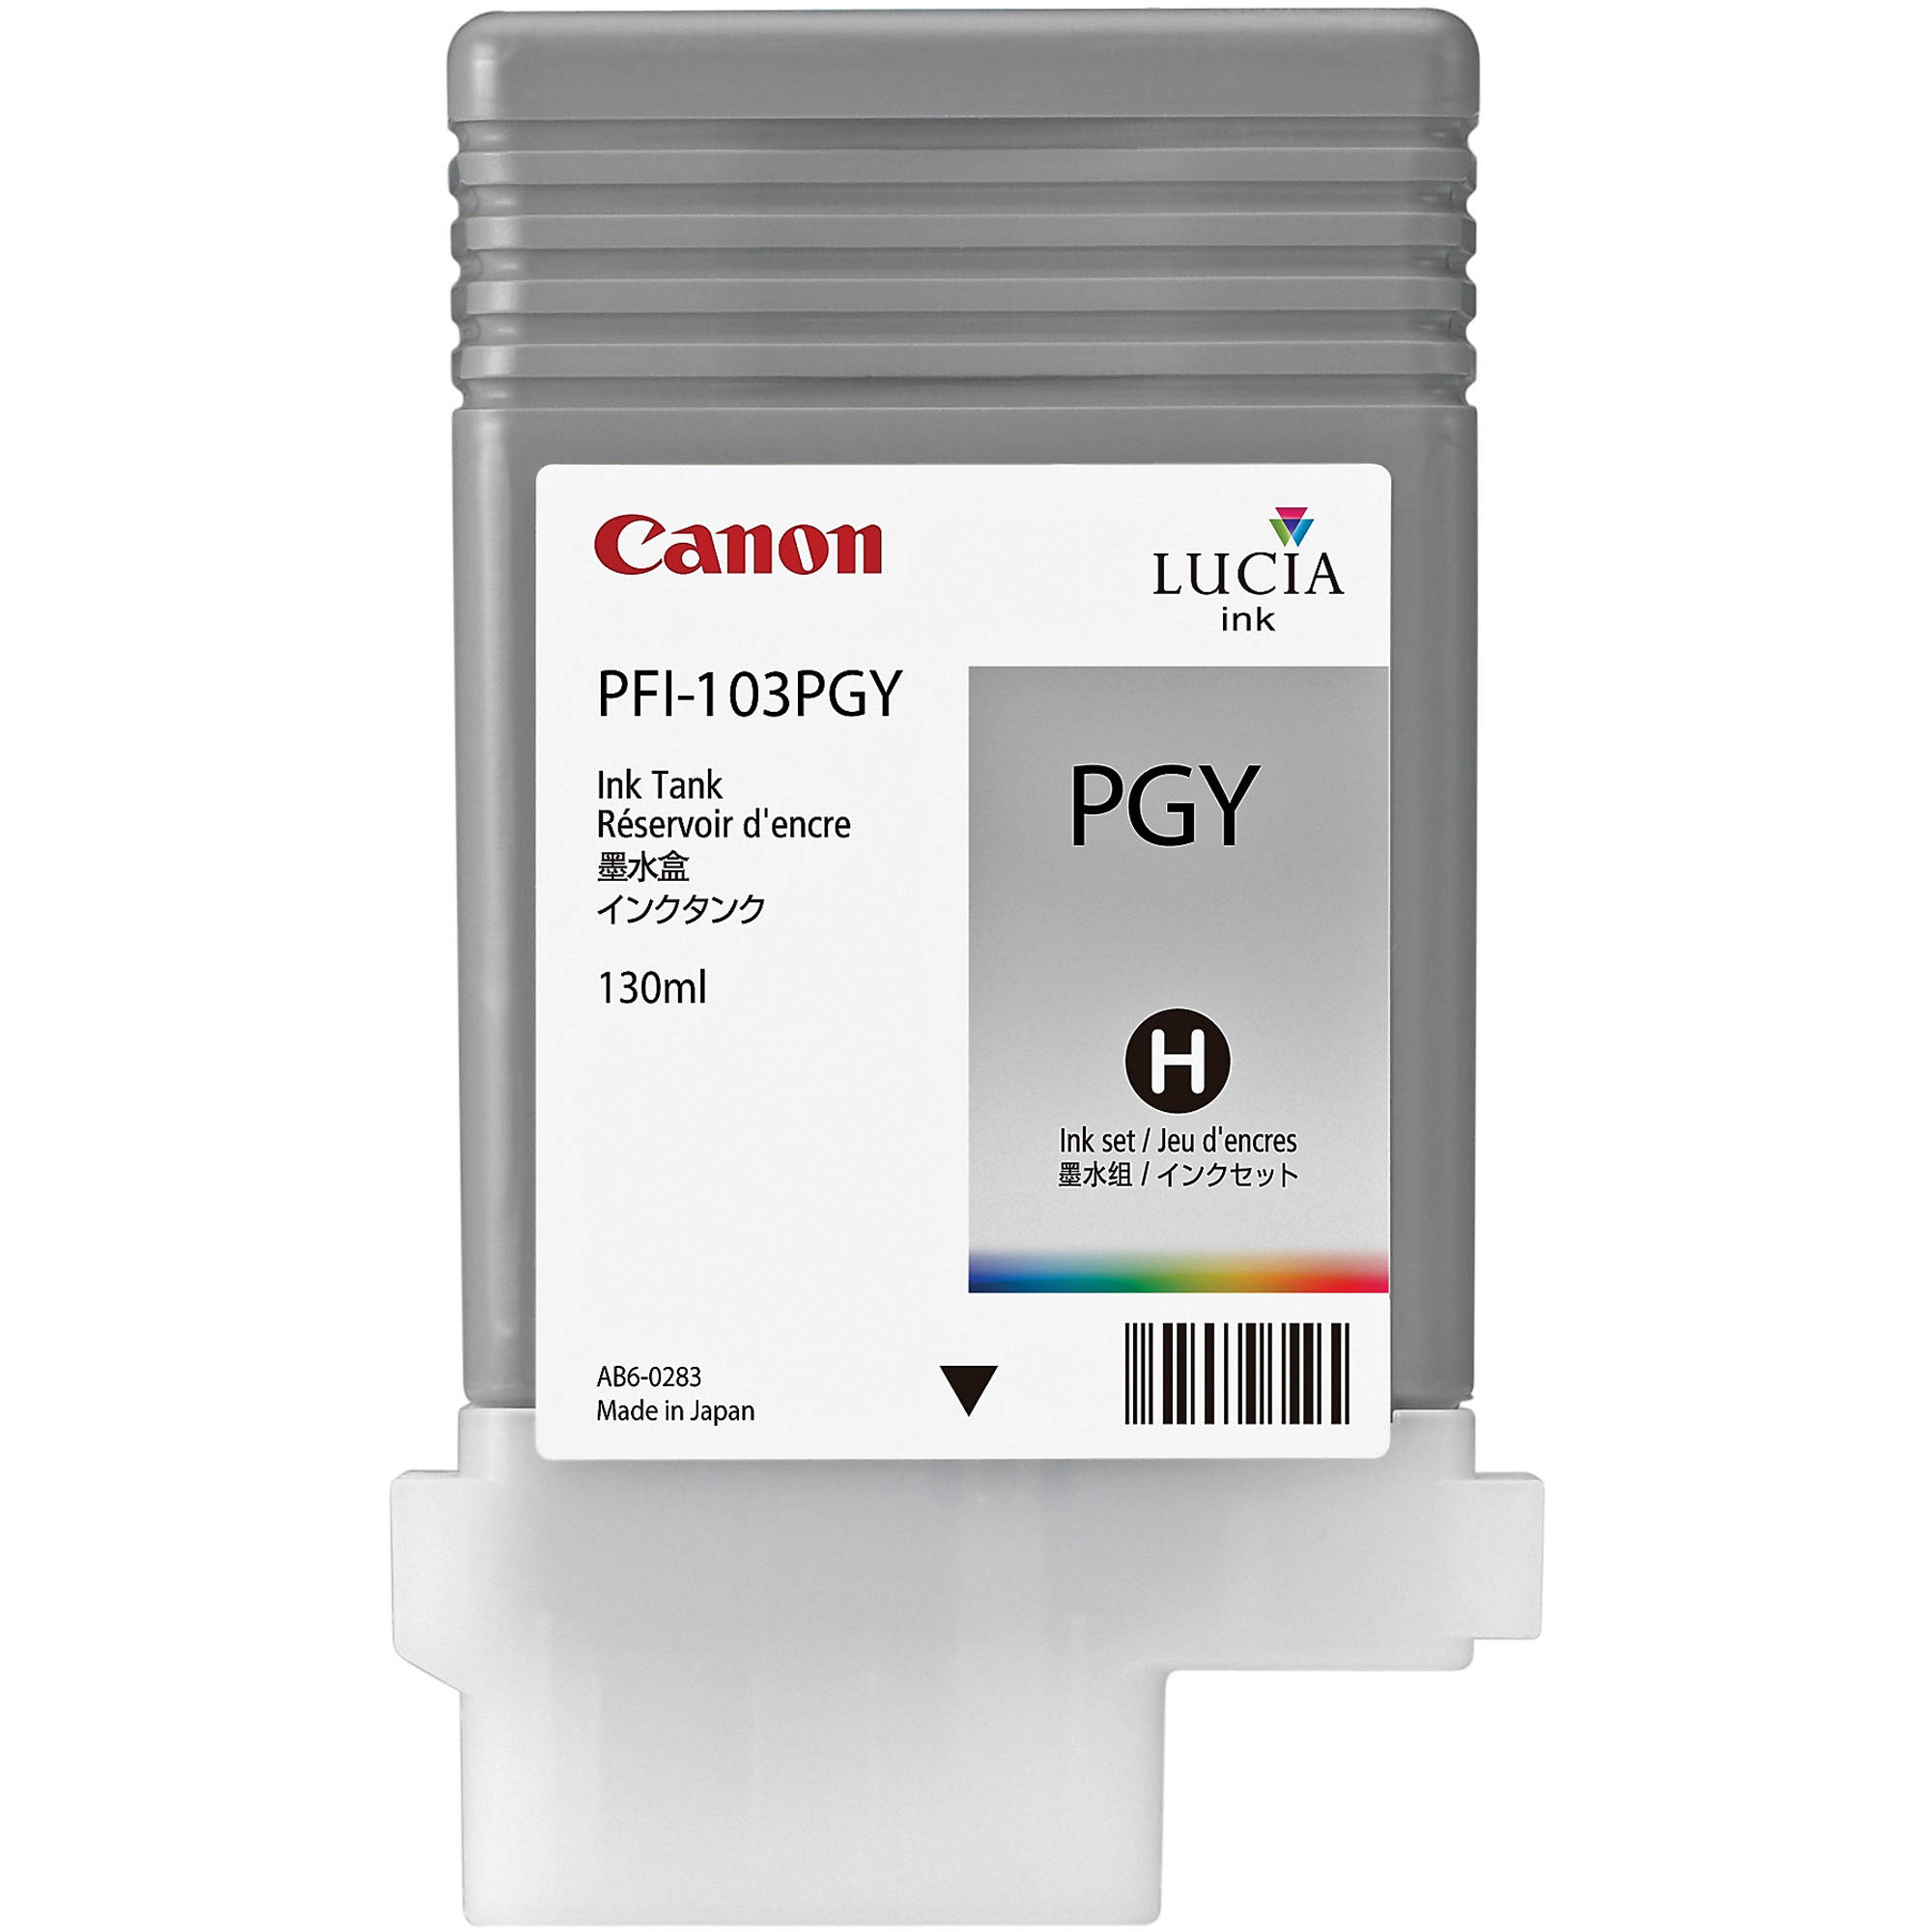 Canon
LUCIA
ink
PFI-103PGY
Ink Tank
Réservoir d'encre
墨水盒
インクタンク
130ml
PGY
H
Ink set / Jeu d'encres
墨水组 / インクセット
AB6-0283
Made in Japan